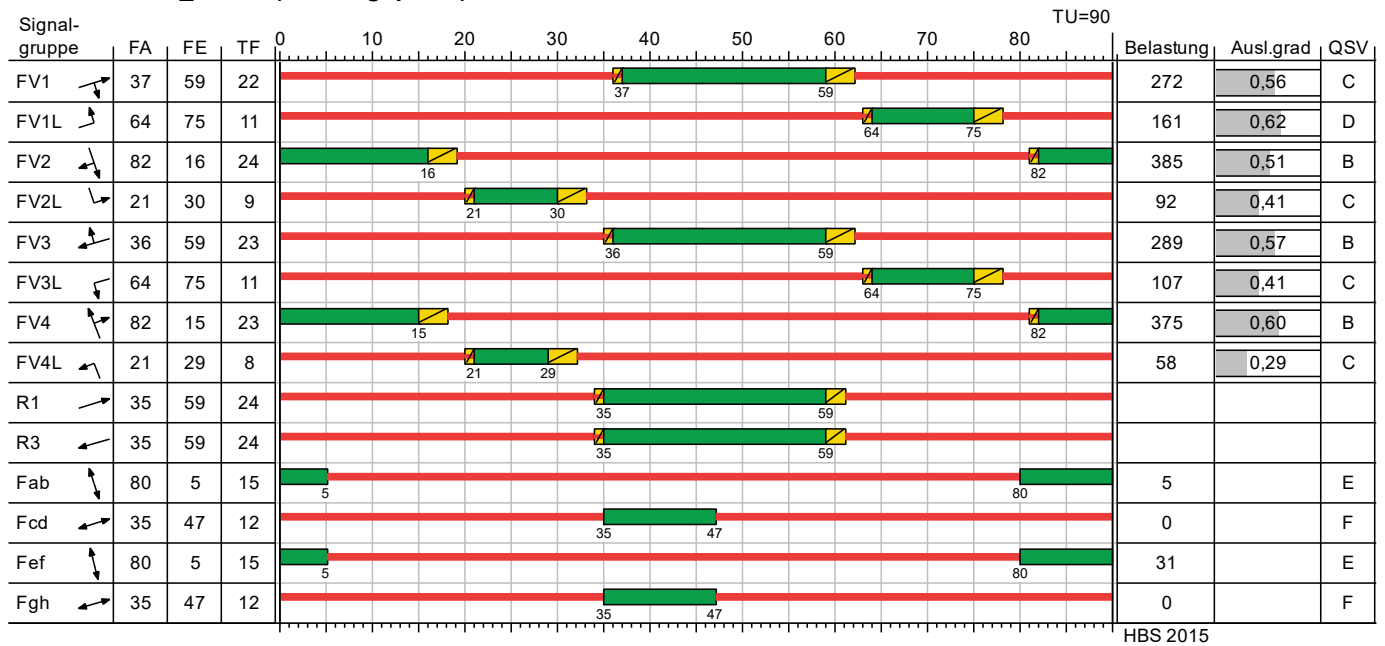 TU=90
Signal-
gruppe FA FE TF 0 10 20 30 40 50 60 70 80 Belastung Ausl.grad QSV
FV1 37 59 22 37 59 272 0,56 C
FV1L 64 75 11 64 75 161 0,62 D
FV2 82 16 24 16 82 385 0,51 B
FV2L 21 30 9 21 30 92 0,41 C
FV3 36 59 23 36 59 289 0,57 B
FV3L 64 75 11 64 75 107 0,41 C
FV4 82 15 23 15 82 375 0,60 B
FV4L 21 29 8 21 29 58 0,29 C
R1 35 59 24 35 59
R3 35 59 24 35 59
Fab 80 5 15 5 80 5 E
Fcd 35 47 12 35 47 0 F
Fef 80 5 15 5 80 31 E
Fgh 35 47 12 35 47 0 F
HBS 2015